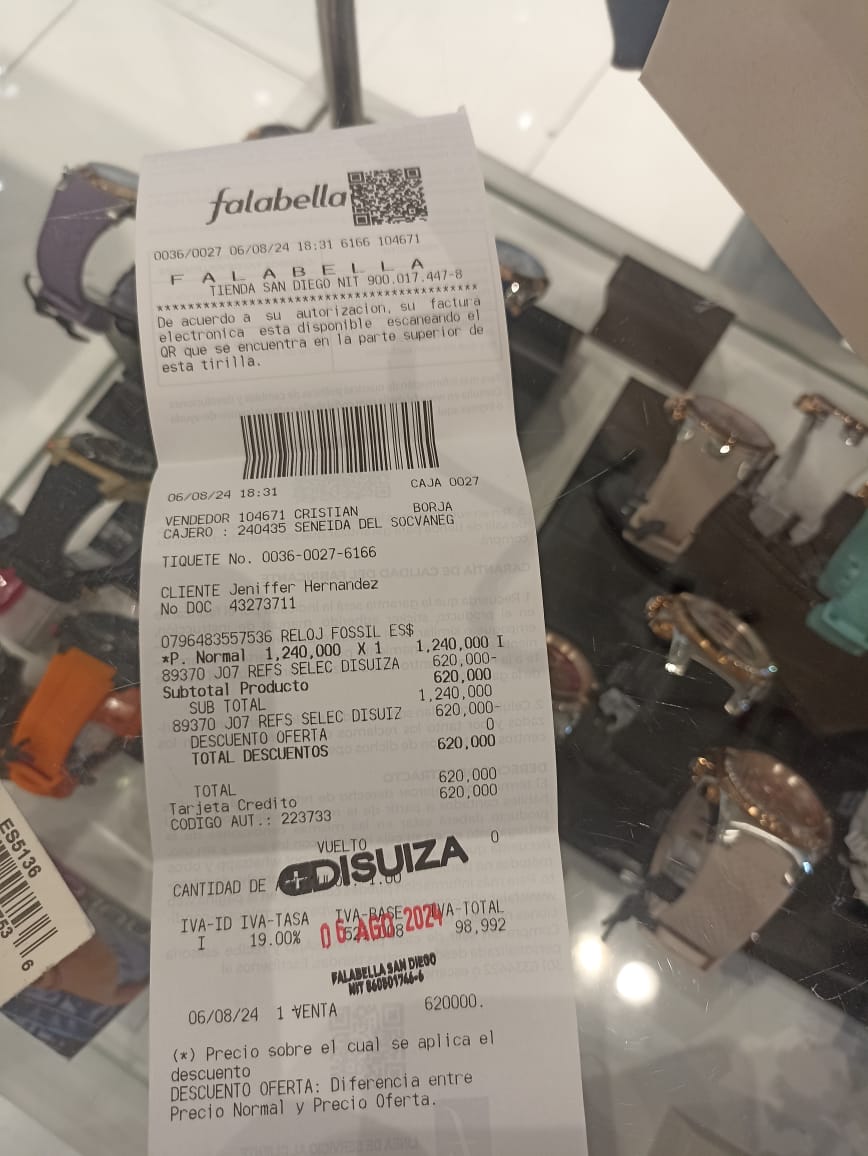 falabella
0036/0027 06/08/24 18:31 6166 104671
F A L A B E L L A
TIENDA SAN DIEGO NIT 900.017.447-8
************************************************
De acuerdo a su autorizacion, su factura
electronica esta disponible escaneando el
QR que se encuentra en la parte superior de
esta tirilla.
06/08/24 18:31 CAJA 0027
VENDEDOR 104671 CRISTIAN BORJA
CAJERO : 240435 SENEIDA DEL SOCVANEG
TIQUETE No. 0036-0027-6166
CLIENTE Jeniffer Hernandez
No DOC 43273711
0796483557536 RELOJ FOSSIL ES$
*P. Normal 1,240,000 X 1 1,240,000 I
89370 J07 REFS SELEC DISUIZA 620,000-
Subtotal Producto 620,000
SUB TOTAL 1,240,000
89370 J07 REFS SELEC DISUIZ 620,000-
DESCUENTO OFERTA
TOTAL DESCUENTOS 620,000
TOTAL 620,000
Tarjeta Credito 620,000
CODIGO AUT.: 223733
VUELTO 0
DISUIZA
CANTIDAD DE 1.00
IVA-ID IVA-TASA IVA-BASE IVA-TOTAL
I 19.00% 98,992
06 AGO 2024
FALABELLA SAN DIEGO
NIT 860801746-6
06/08/24 1 VENTA 620000.
(*) Precio sobre el cual se aplica el
descuento
DESCUENTO OFERTA: Diferencia entre
Precio Normal y Precio Oferta.
ES5136